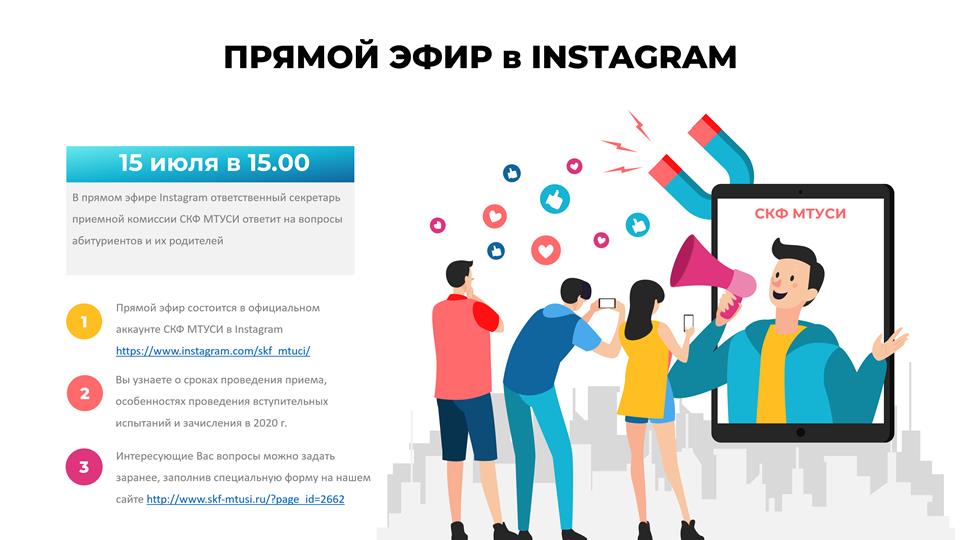 ПРЯМОЙ ЭФИР в INSTAGRAM
15 июля в 15.00
В прямом эфире Instagram ответственный секретарь
приемной комиссии СКФ МТУСИ ответит на вопросы
абитуриентов и их родителей
1
Прямой эфир состоится в официальном
аккаунте СКФ МТУСИ в Instagram
https://www.instagram.com/skf_mtuci/
2
Вы узнаете о сроках проведения приема,
особенностях проведения вступительных
испытаний и зачисления в 2020 г.
3
Интересующие Вас вопросы можно задать
заранее, заполнив специальную форму на нашем
сайте http://www.skf-mtusi.ru/?page_id=2662
СКФ МТУСИ